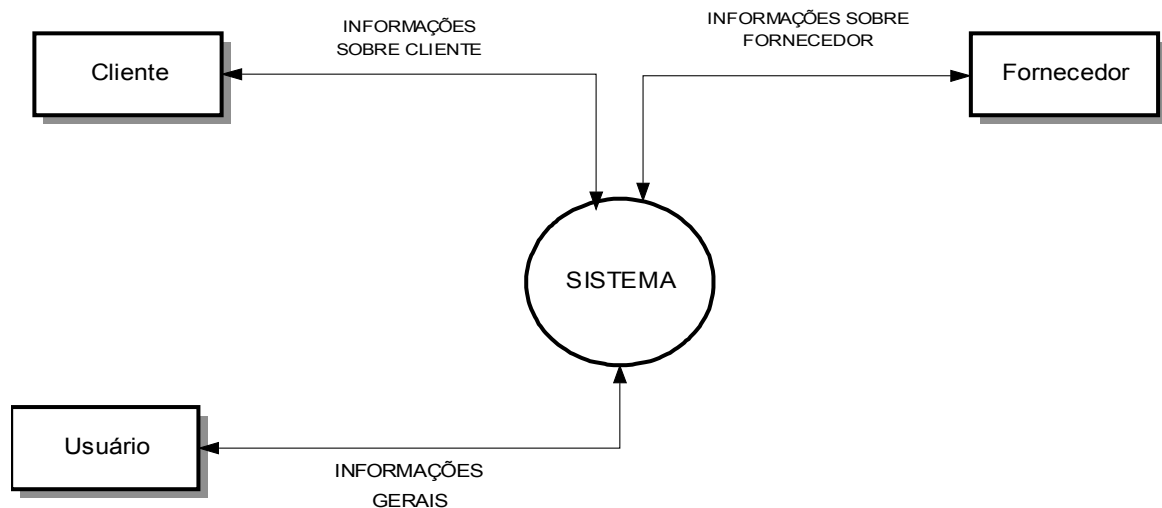 INFORMAÇÕES
SOBRE CLIENTE
INFORMAÇÕES SOBRE
FORNECEDOR
Cliente
Fornecedor
SISTEMA
Usuário
INFORMAÇÕES
GERAIS